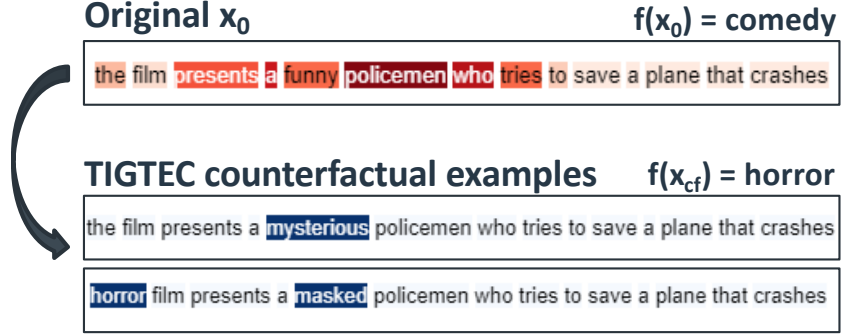 Original x₀ f(x₀) = comedy
the film presents a funny policemen who tries to save a plane that crashes
TIGTEC counterfactual examples f(x_cf) = horror
the film presents a mysterious policemen who tries to save a plane that crashes
horror film presents a masked policemen who tries to save a plane that crashes